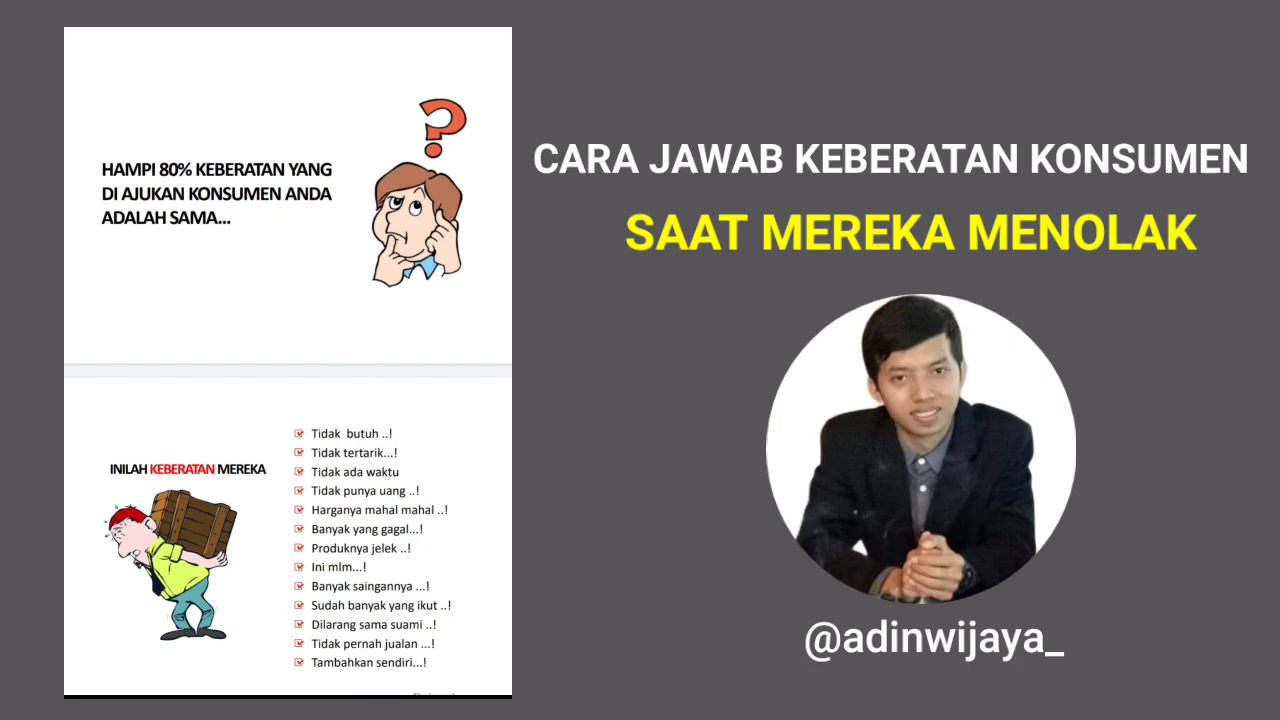 HAMPI 80% KEBERATAN YANG
DI AJUKAN KONSUMEN ANDA
ADALAH SAMA...
?
INILAH KEBERATAN MEREKA
Tidak butuh ..!
Tidak tertarik...!
Tidak ada waktu
Tidak punya uang ..!
Harganya mahal mahal ..!
Banyak yang gagal...!
Produknya jelek ..!
Ini mlm...!
Banyak saingannya ...!
Sudah banyak yang ikut ..!
Dilarang sama suami ..!
Tidak pernah jualan ...!
Tambahkan sendiri...!
CARA JAWAB KEBERATAN KONSUMEN
SAAT MEREKA MENOLAK
@adinwijaya_